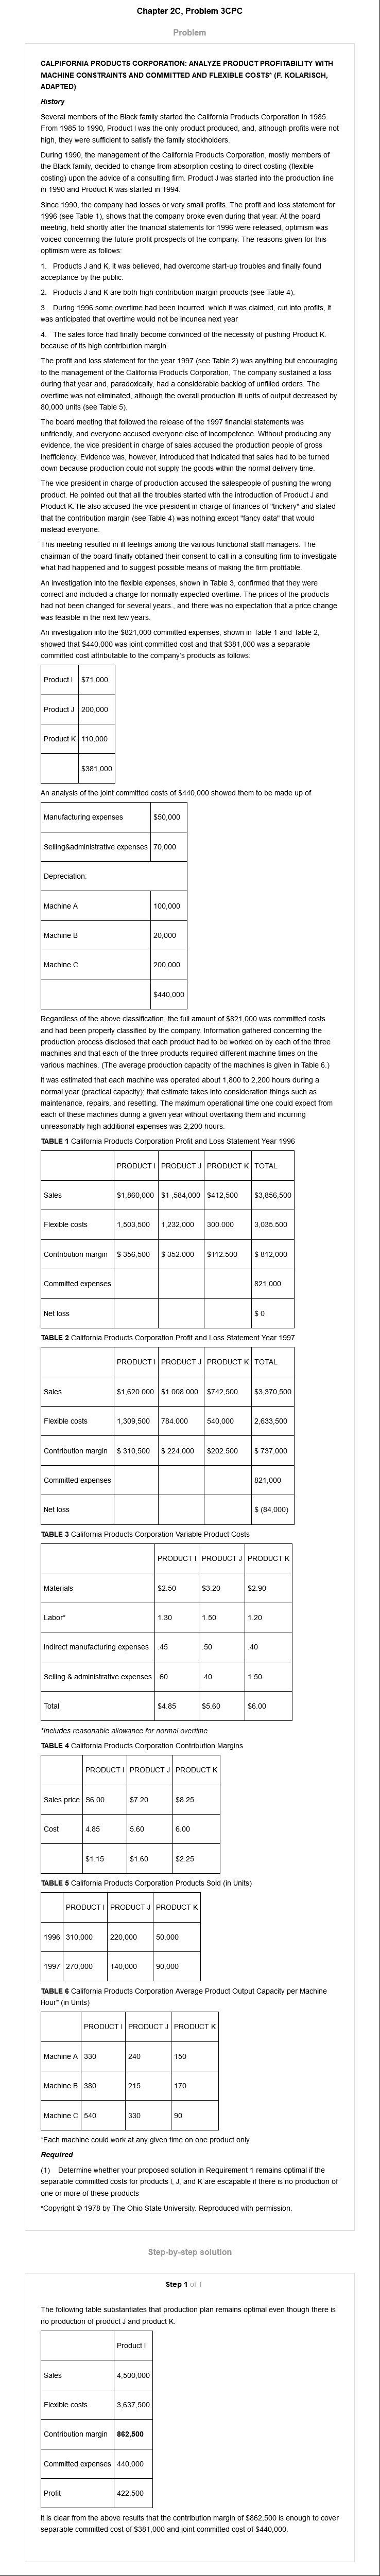 Chapter 2C, Problem 3CPC
Problem
CALPIFORNIA PRODUCTS CORPORATION: ANALYZE PRODUCT PROFITABILITY WITH
MACHINE CONSTRAINTS AND COMMITTED AND FLEXIBLE COSTS* (F. KOLARISCH,
ADAPTED)
History
Several members of the Black family started the California Products Corporation in 1985.
From 1985 to 1990, Product I was the only product produced, and, although profits were not
high, they were sufficient to satisfy the family stockholders.
During 1990, the management of the California Products Corporation, mostly members of
the Black family, decided to change from absorption costing to direct costing (flexible
costing) upon the advice of a consulting firm. Product J was started into the production line
in 1990 and Product K was started in 1994.
Since 1990, the company had losses or very small profits. The profit and loss statement for
1996 (see Table 1), shows that the company broke even during that year. At the board
meeting, held shortly after the financial statements for 1996 were released, optimism was
voiced concerning the future profit prospects of the company. The reasons given for this
optimism were as follows:
1. Products J and K, it was believed, had overcome start-up troubles and finally found
acceptance by the public.
2. Products J and K are both high contribution margin products (see Table 4).
3. During 1996 some overtime had been incurred. which it was claimed, cut into profits, It
was anticipated that overtime would not be incunea next year
4. The sales force had finally become convinced of the necessity of pushing Product K.
because of its high contribution margin.
The profit and loss statement for the year 1997 (see Table 2) was anything but encouraging
to the management of the California Products Corporation, The company sustained a loss
during that year and, paradoxically, had a considerable backlog of unfilled orders. The
overtime was not eliminated, although the overall production iti units of output decreased by
80,000 units (see Table 5).
The board meeting that followed the release of the 1997 financial statements was
unfriendly, and everyone accused everyone else of incompetence. Without producing any
evidence, the vice president in charge of sales accused the production people of gross
inefficiency. Evidence was, however, introduced that indicated that sales had to be turned
down because production could not supply the goods within the normal delivery time.
The vice president in charge of production accused the salespeople of pushing the wrong
product. He pointed out that all the troubles started with the introduction of Product J and
Product K. He also accused the vice president in charge of finances of "trickery" and stated
that the contribution margin (see Table 4) was nothing except "fancy data" that would
mislead everyone.
This meeting resulted in ill feelings among the various functional staff managers. The
chairman of the board finally obtained their consent to call in a consulting firm to investigate
what had happened and to suggest possible means of making the firm profitable.
An investigation into the flexible expenses, shown in Table 3, confirmed that they were
correct and included a charge for normally expected overtime. The prices of the products
had not been changed for several years., and there was no expectation that a price change
was feasible in the next few years.
An investigation into the $821,000 committed expenses, shown in Table 1 and Table 2,
showed that $440,000 was joint committed cost and that $381,000 was a separable
committed cost attributable to the company's products as follows:
Product I $71,000
Product J 200,000
Product K 110,000
$381,000
An analysis of the joint committed costs of $440,000 showed them to be made up of
Manufacturing expenses $50,000
Selling&administrative expenses 70,000
Depreciation:
Machine A 100,000
Machine B 20,000
Machine C 200,000
$440,000
Regardless of the above classification, the full amount of $821,000 was committed costs
and had been properly classified by the company. Information gathered concerning the
production process disclosed that each product had to be worked on by each of the three
machines and that each of the three products required different machine times on the
various machines. (The average production capacity of the machines is given in Table 6.)
It was estimated that each machine was operated about 1,800 to 2,200 hours during a
normal year (practical capacity), that estimate takes into consideration things such as
maintenance, repairs, and resetting. The maximum operational time one could expect from
each of these machines during a given year without overtaxing them and incurring
unreasonably high additional expenses was 2,200 hours.
TABLE 1 California Products Corporation Profit and Loss Statement Year 1996
PRODUCT I PRODUCT J PRODUCT K TOTAL
Sales $1,860,000 $1 ,584,000 $412,500 $3,856,500
Flexible costs 1,503,500 1,232,000 300.000 3,035.500
Contribution margin $ 356,500 $ 352.000 $112.500 $ 812,000
Committed expenses 821,000
Net loss $ 0
TABLE 2 California Products Corporation Profit and Loss Statement Year 1997
PRODUCT I PRODUCT J PRODUCT K TOTAL
Sales $1,620.000 $1.008.000 $742,500 $3,370,500
Flexible costs 1,309,500 784.000 540,000 2,633,500
Contribution margin $ 310,500 $ 224.000 $202.500 $ 737,000
Committed expenses 821,000
Net loss $ (84,000)
TABLE 3 California Products Corporation Variable Product Costs
PRODUCT I PRODUCT J PRODUCT K
Materials $2.50 $3.20 $2.90
Labor* 1.30 1.50 1.20
Indirect manufacturing expenses .45 .50 .40
Selling & administrative expenses .60 .40 1.50
Total $4.85 $5.60 $6.00
*Includes reasonable allowance for normal overtime
TABLE 4 California Products Corporation Contribution Margins
PRODUCT I PRODUCT J PRODUCT K
Sales price S6.00 $7.20 $8.25
Cost 4.85 5.60 6.00
$1.15 $1.60 $2.25
TABLE 5 California Products Corporation Products Sold (in Units)
PRODUCT I PRODUCT J PRODUCT K
1996 310,000 220,000 50,000
1997 270,000 140,000 90,000
TABLE 6 California Products Corporation Average Product Output Capacity per Machine
Hour* (in Units)
PRODUCT I PRODUCT J PRODUCT K
Machine A 330 240 150
Machine B 380 215 170
Machine C 540 330 90
*Each machine could work at any given time on one product only
Required
(1) Determine whether your proposed solution in Requirement 1 remains optimal if the
separable committed costs for products I, J, and K are escapable if there is no production of
one or more of these products
*Copyright © 1978 by The Ohio State University. Reproduced with permission.
Step-by-step solution
Step 1 of 1
The following table substantiates that production plan remains optimal even though there is
no production of product J and product K.
Product I
Sales 4,500,000
Flexible costs 3,637,500
Contribution margin 862,500
Committed expenses 440,000
Profit 422,500
It is clear from the above results that the contribution margin of $862,500 is enough to cover
separable committed cost of $381,000 and joint committed cost of $440,000.